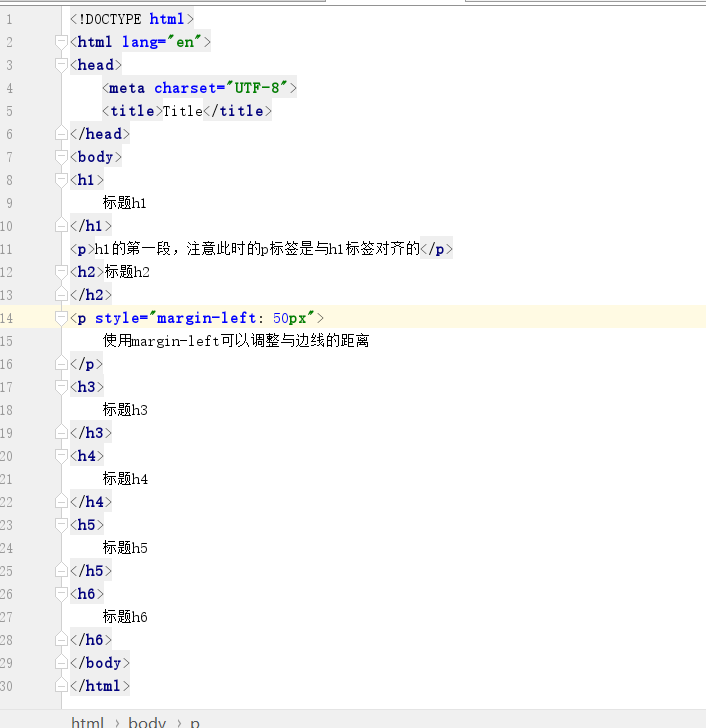 1 <!DOCTYPE html>
2 <html lang="en">
3 <head>
4     <meta charset="UTF-8">
5     <title>Title</title>
6 </head>
7 <body>
8 <h1>
9     标题h1
10 </h1>
11 <p>h1的第一段，注意此时的p标签是与h1标签对齐的</p>
12 <h2>标题h2
13 </h2>
14 <p style="margin-left: 50px">
15     使用margin-left可以调整与边线的距离
16 </p>
17 <h3>
18     标题h3
19 </h3>
20 <h4>
21     标题h4
22 </h4>
23 <h5>
24     标题h5
25 </h5>
26 <h6>
27     标题h6
28 </h6>
29 </body>
30 </html>
html › body › p